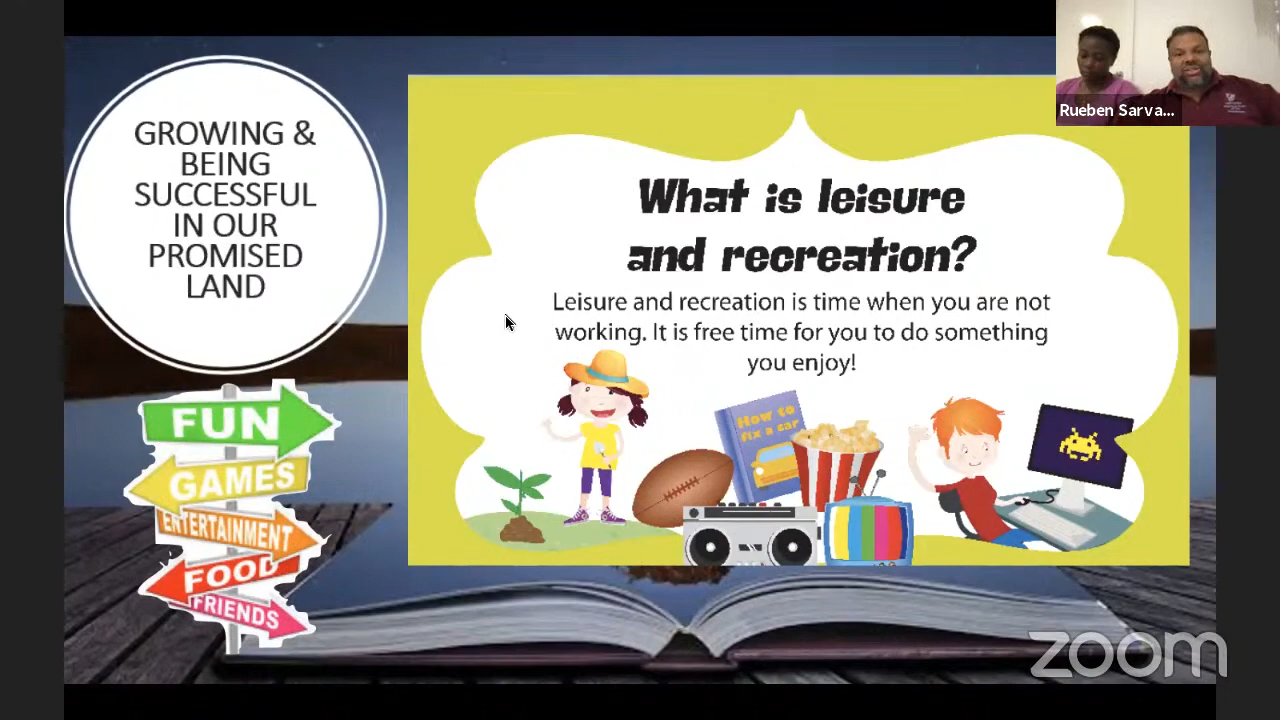 GROWING &
BEING
SUCCESSFUL
IN OUR
PROMISED
LAND
FUN
GAMES
ENTERTAINMENT
FOOD
FRIENDS
What is leisure
and recreation?
Leisure and recreation is time when you are not
working. It is free time for you to do something
you enjoy!
How to
fix a car
Rueben Sarva...
zoom